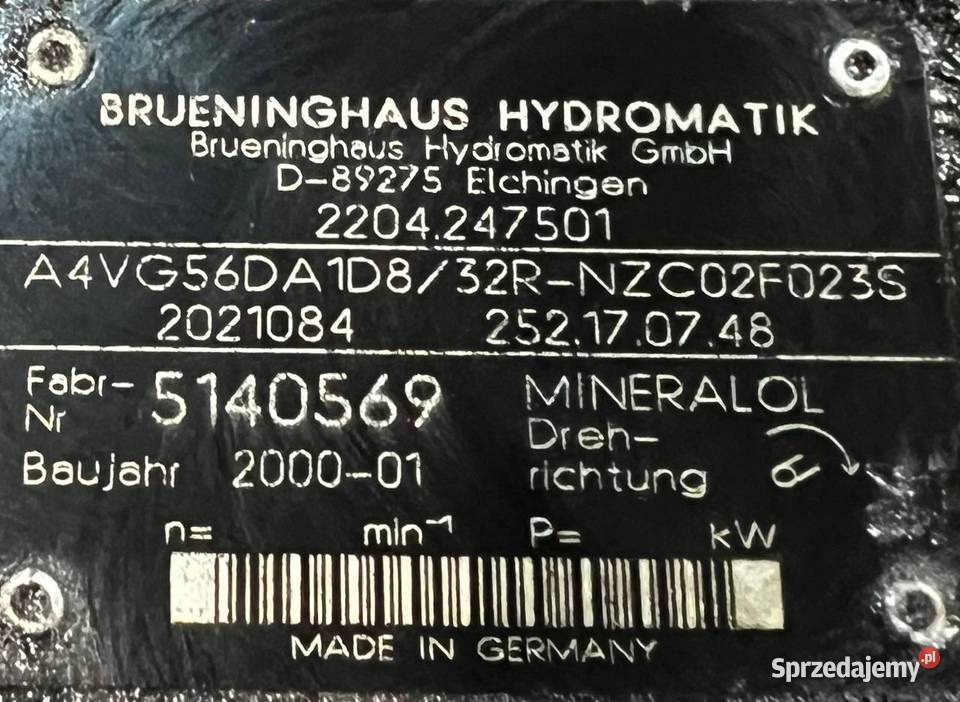 BRUENINGHAUS HYDROMATIK
Brueninghaus Hydromatik GmbH
D-89275 Elchingen
2204.247501
A4VG56DA1D8/32R-NZC02F023S
2021084 252.17.07.48
Fabr-
Nr 5140569 MINERALÖL
Baujahr 2000-01 Dreh-
richtung
n= min⁻¹ P= kW
MADE IN GERMANY
Sprzedajemy.pl